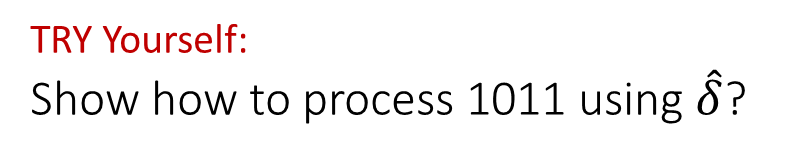 TRY Yourself:
Show how to process 1011 using δ̂?